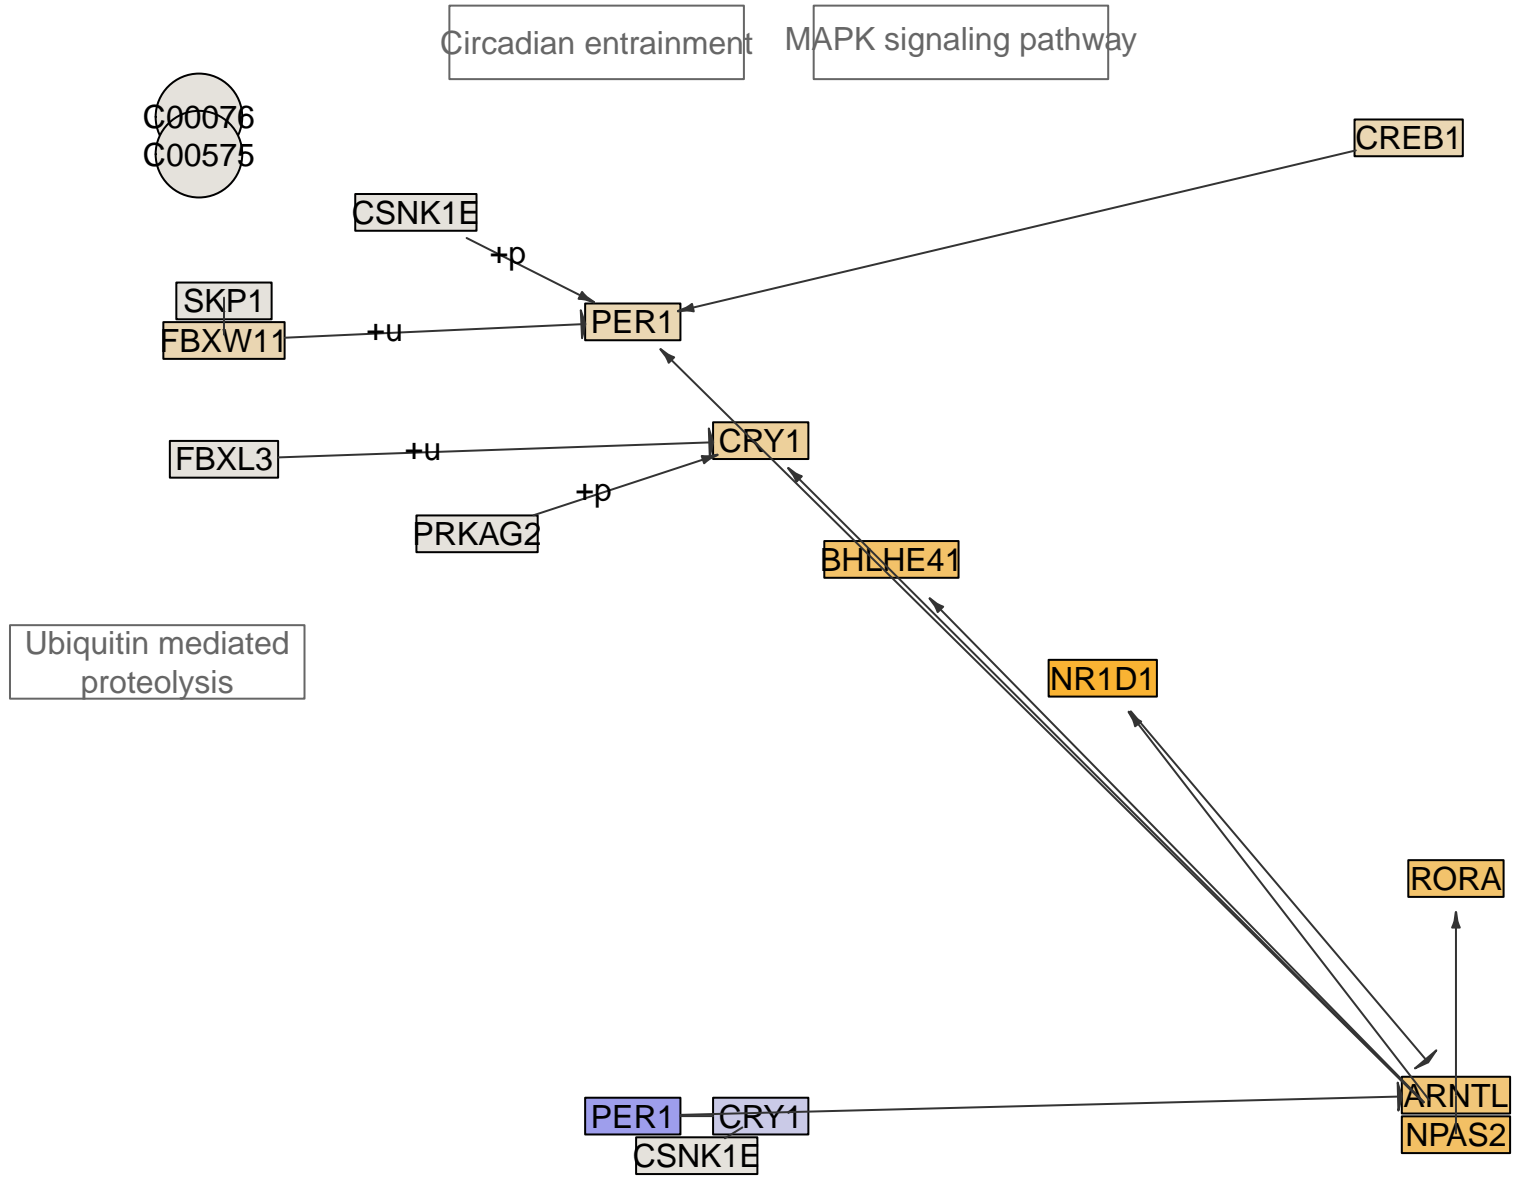 Circadian entrainment
MAPK signaling pathway
C00076
C00575
CREB1
CSNK1E
+p
SKP1
FBXW11
+u
PER1
FBXL3
+u
CRY1
PRKAG2
+p
BHLHE41
Ubiquitin mediated
proteolysis
NR1D1
RORA
ARNTL
NPAS2
PER1
CRY1
CSNK1E